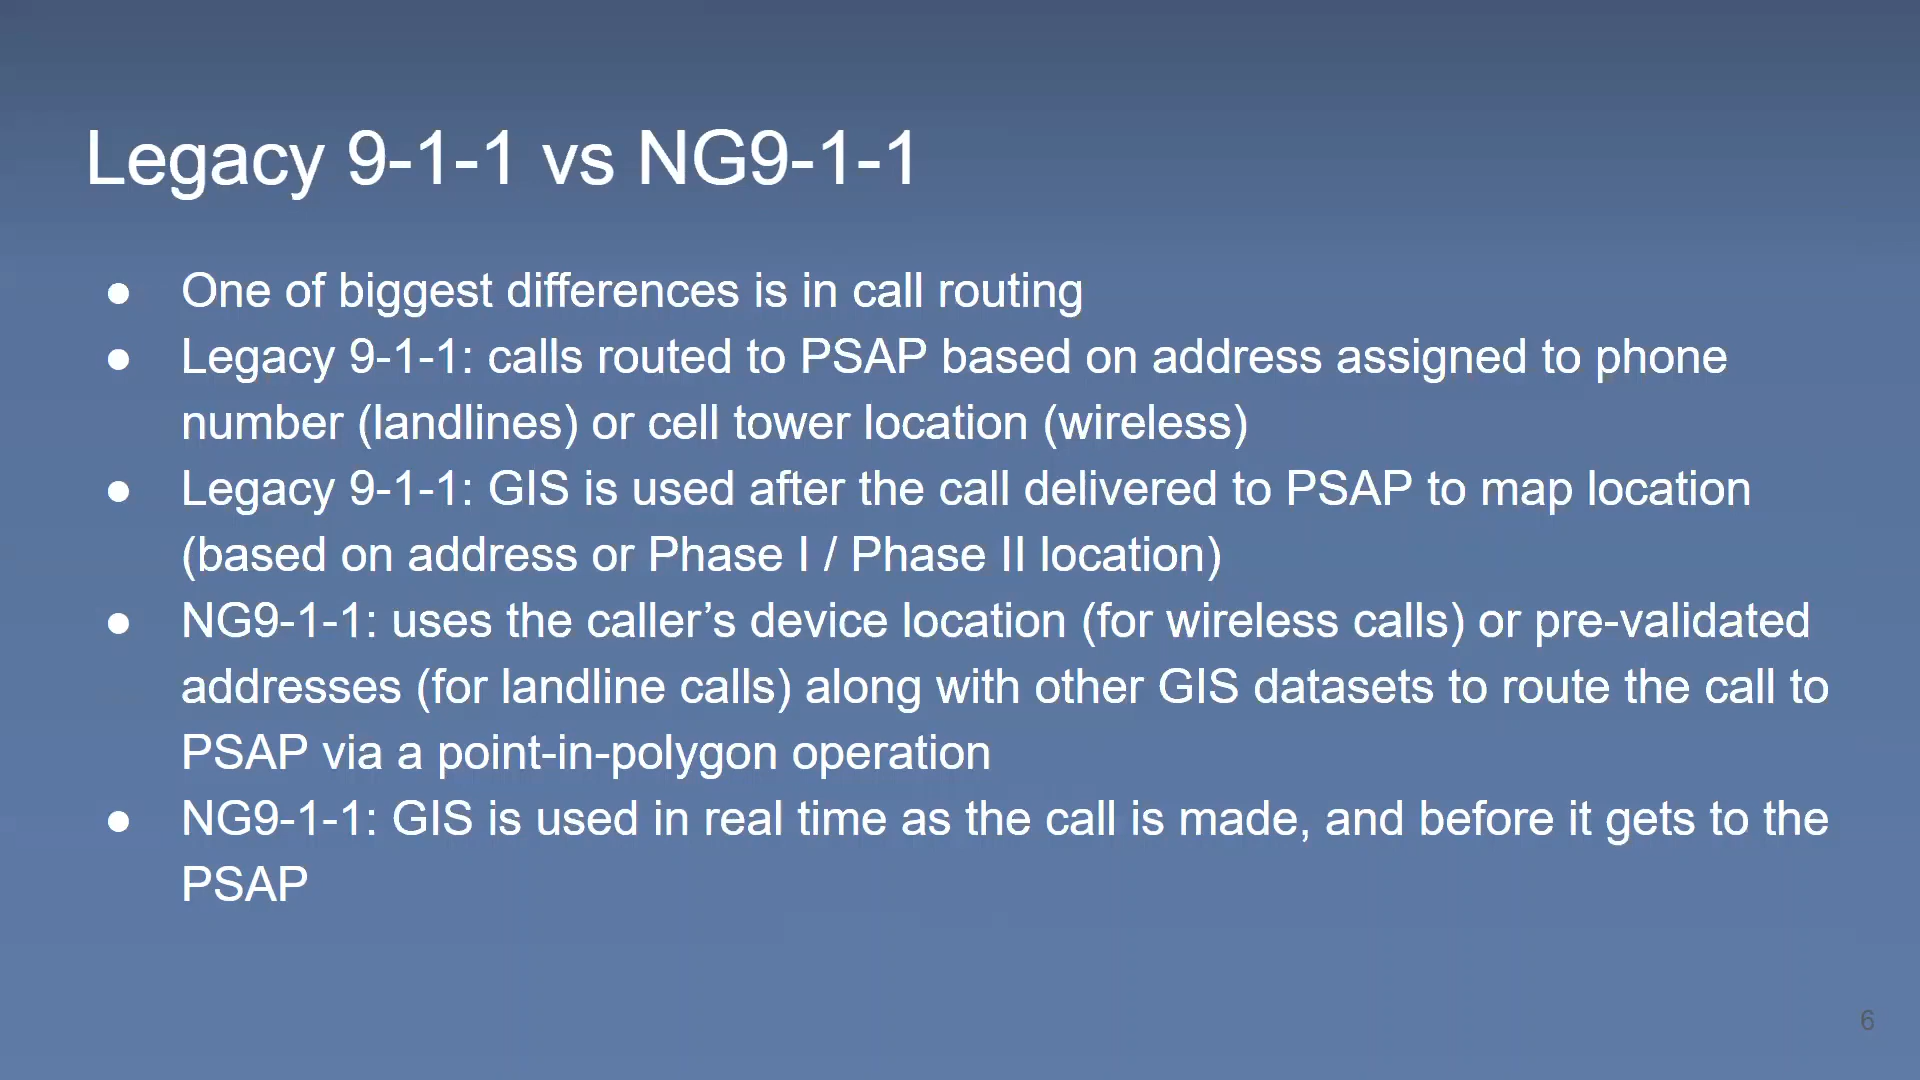 Legacy 9-1-1 vs NG9-1-1
● One of biggest differences is in call routing
● Legacy 9-1-1: calls routed to PSAP based on address assigned to phone
number (landlines) or cell tower location (wireless)
● Legacy 9-1-1: GIS is used after the call delivered to PSAP to map location
(based on address or Phase I / Phase II location)
● NG9-1-1: uses the caller’s device location (for wireless calls) or pre-validated
addresses (for landline calls) along with other GIS datasets to route the call to
PSAP via a point-in-polygon operation
● NG9-1-1: GIS is used in real time as the call is made, and before it gets to the
PSAP
6